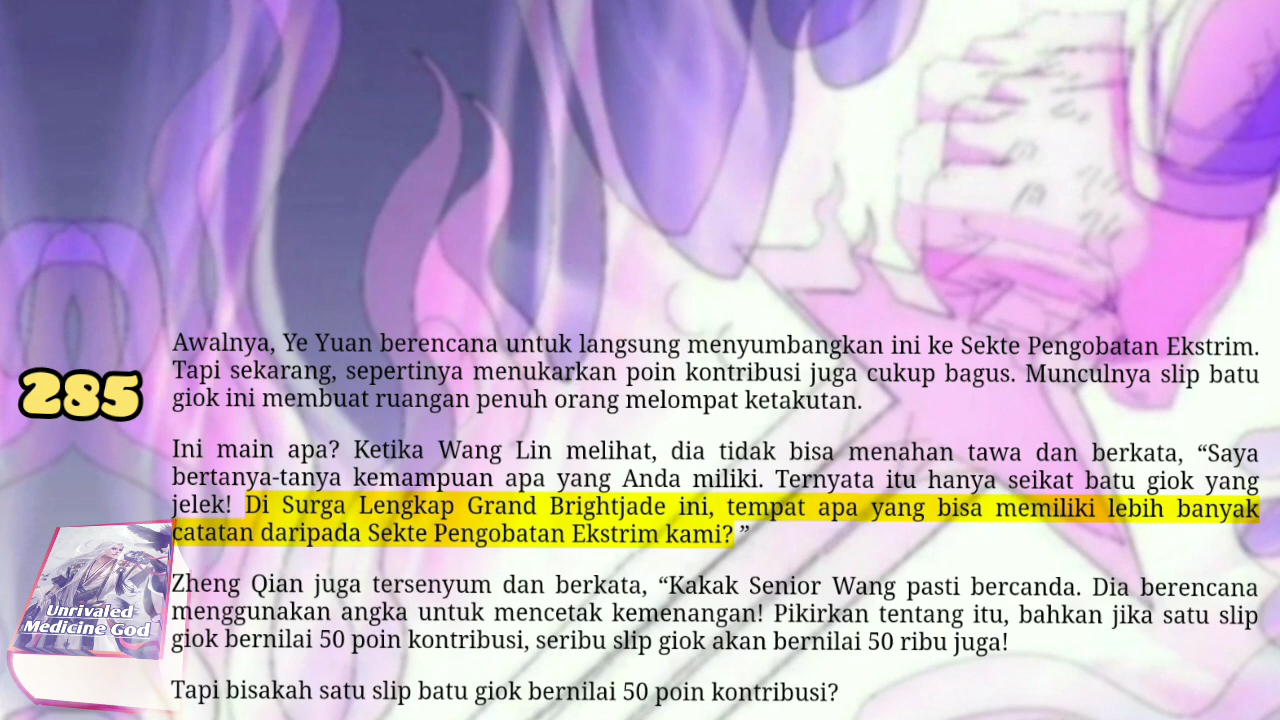 Awalnya, Ye Yuan berencana untuk langsung menyumbangkan ini ke Sekte Pengobatan Ekstrim.
Tapi sekarang, sepertinya menukarkan poin kontribusi juga cukup bagus. Munculnya slip batu
giok ini membuat ruangan penuh orang melompat ketakutan.
285
Ini main apa? Ketika Wang Lin melihat, dia tidak bisa menahan tawa dan berkata, “Saya
bertanya-tanya kemampuan apa yang Anda miliki. Ternyata itu hanya seikat batu giok yang
jelek! Di Surga Lengkap Grand Brightjade ini, tempat apa yang bisa memiliki lebih banyak
catatan daripada Sekte Pengobatan Ekstrim kami? ”
Zheng Qian juga tersenyum dan berkata, “Kakak Senior Wang pasti bercanda. Dia berencana
menggunakan angka untuk mencetak kemenangan! Pikirkan tentang itu, bahkan jika satu slip
giok bernilai 50 poin kontribusi, seribu slip giok akan bernilai 50 ribu juga!
Unrivaled
Medicine God
Tapi bisakah satu slip batu giok bernilai 50 poin kontribusi?